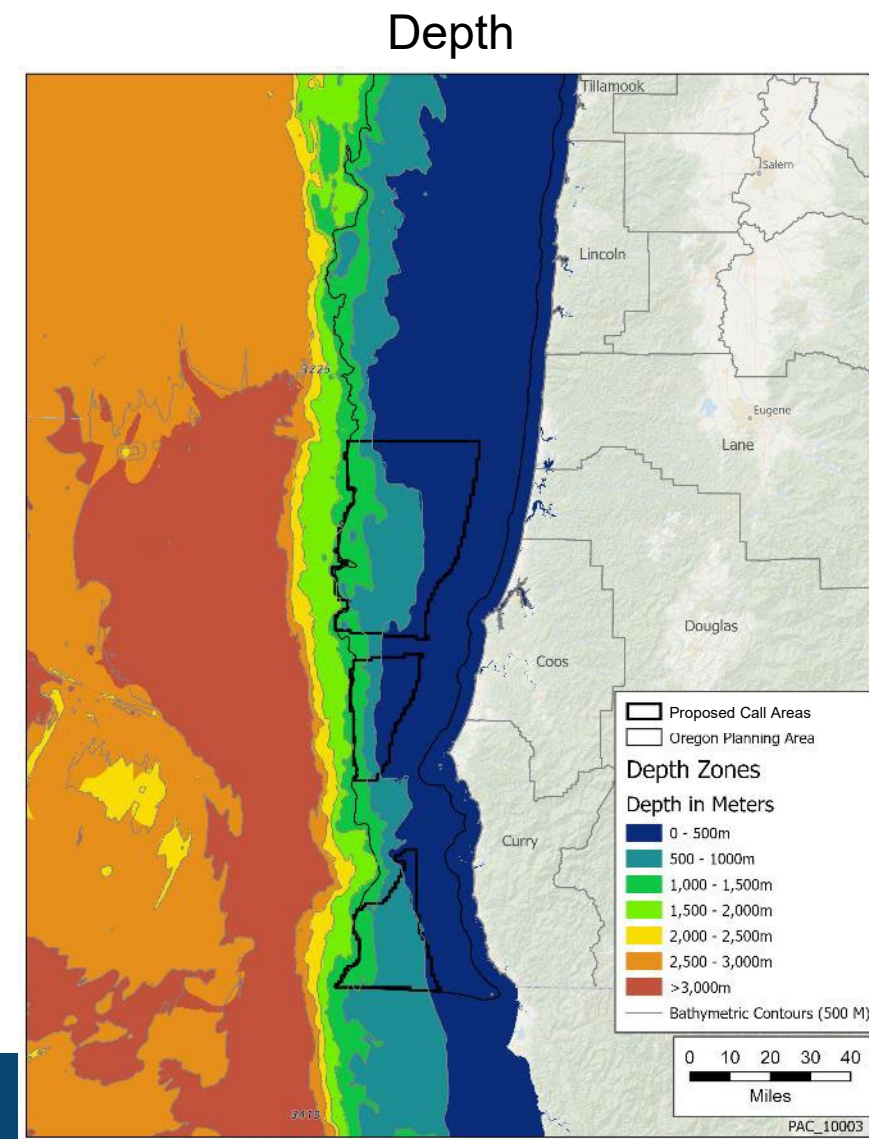 Depth
Tillamook
Salem
Lincoln
3225
Eugene
Lane
Douglas
Coos
Curry
Proposed Call Areas
Oregon Planning Area
Depth Zones
Depth in Meters
0 - 500m
500 - 1000m
1,000 - 1,500m
1,500 - 2,000m
2,000 - 2,500m
2,500 - 3,000m
>3,000m
Bathymetric Contours (500 M)
0 10 20 30 40
Miles
3415
PAC_10003